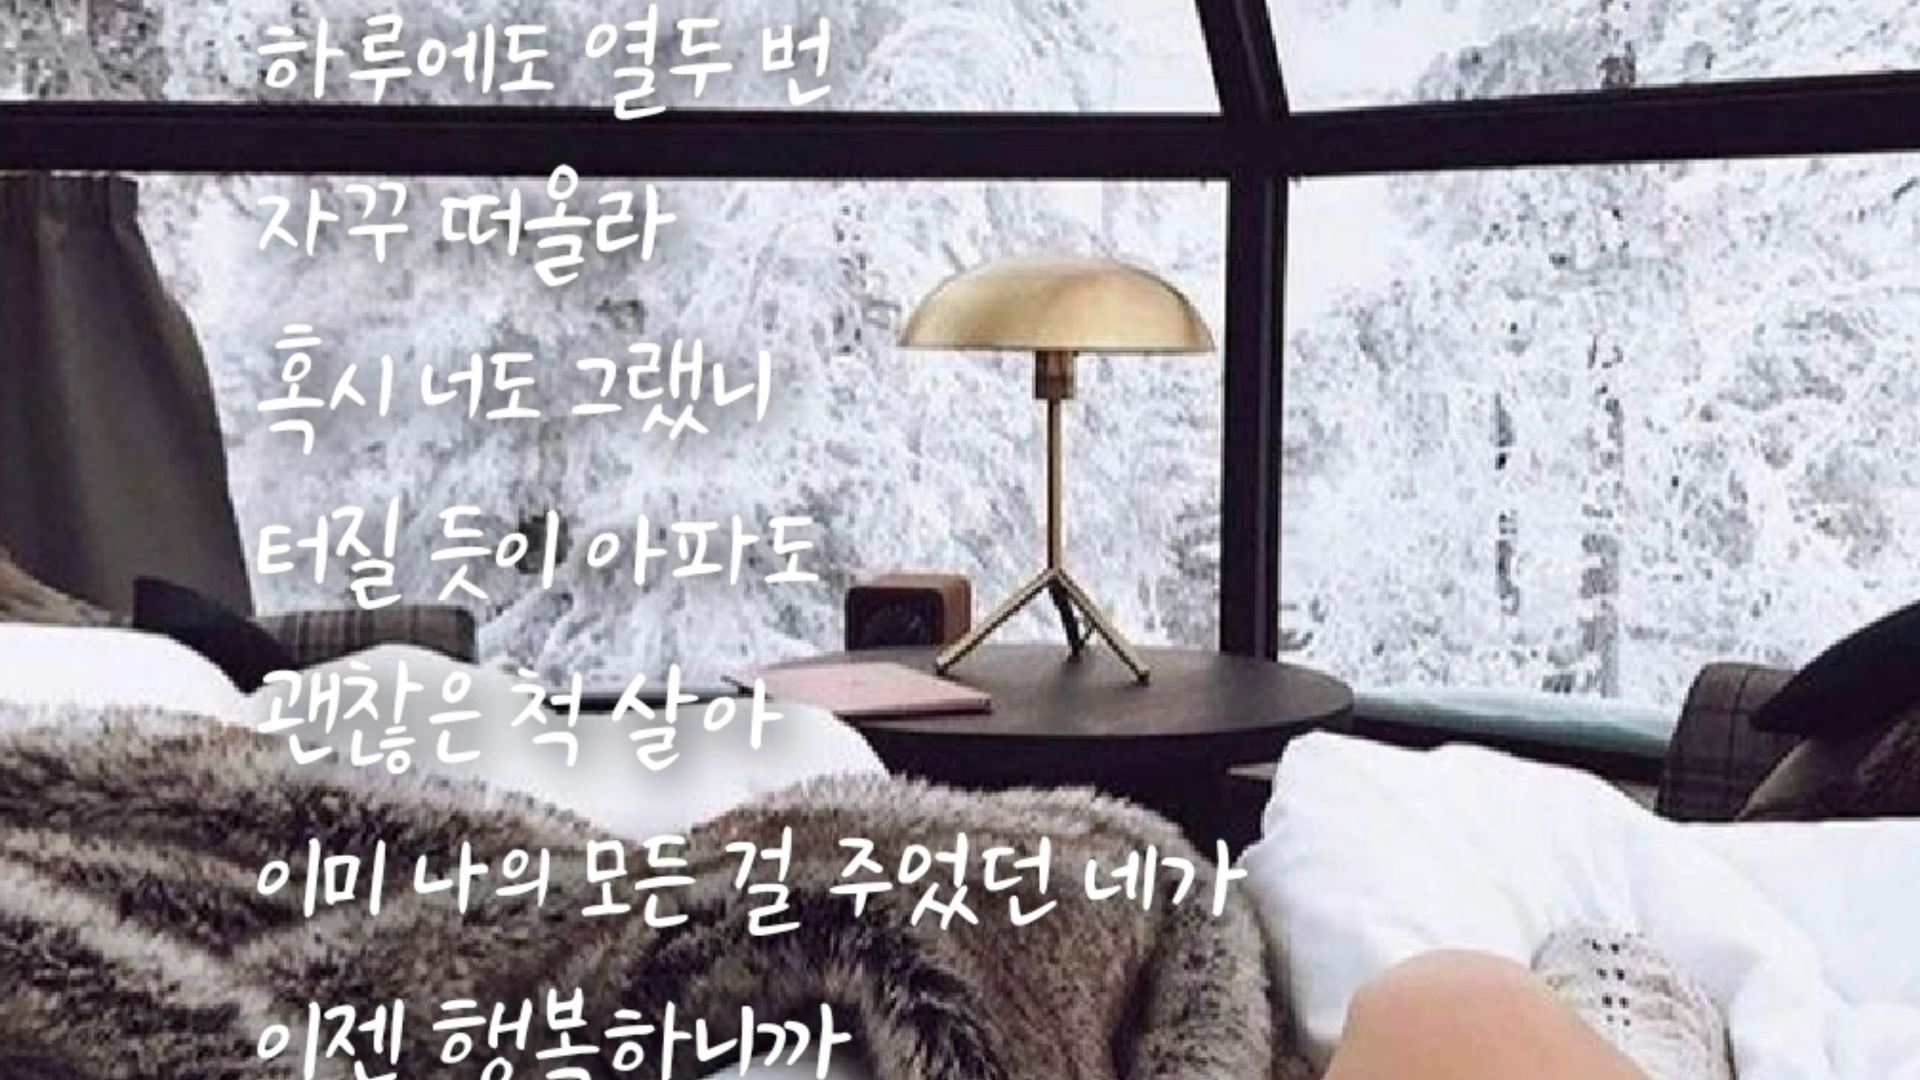 하루에도 열두 번
자꾸 떠올라
혹시 너도 그랬니
터질 듯이 아파도
괜찮은 척 살아
이미 나의 모든 걸 주었던 네가
이젠 행복하니까